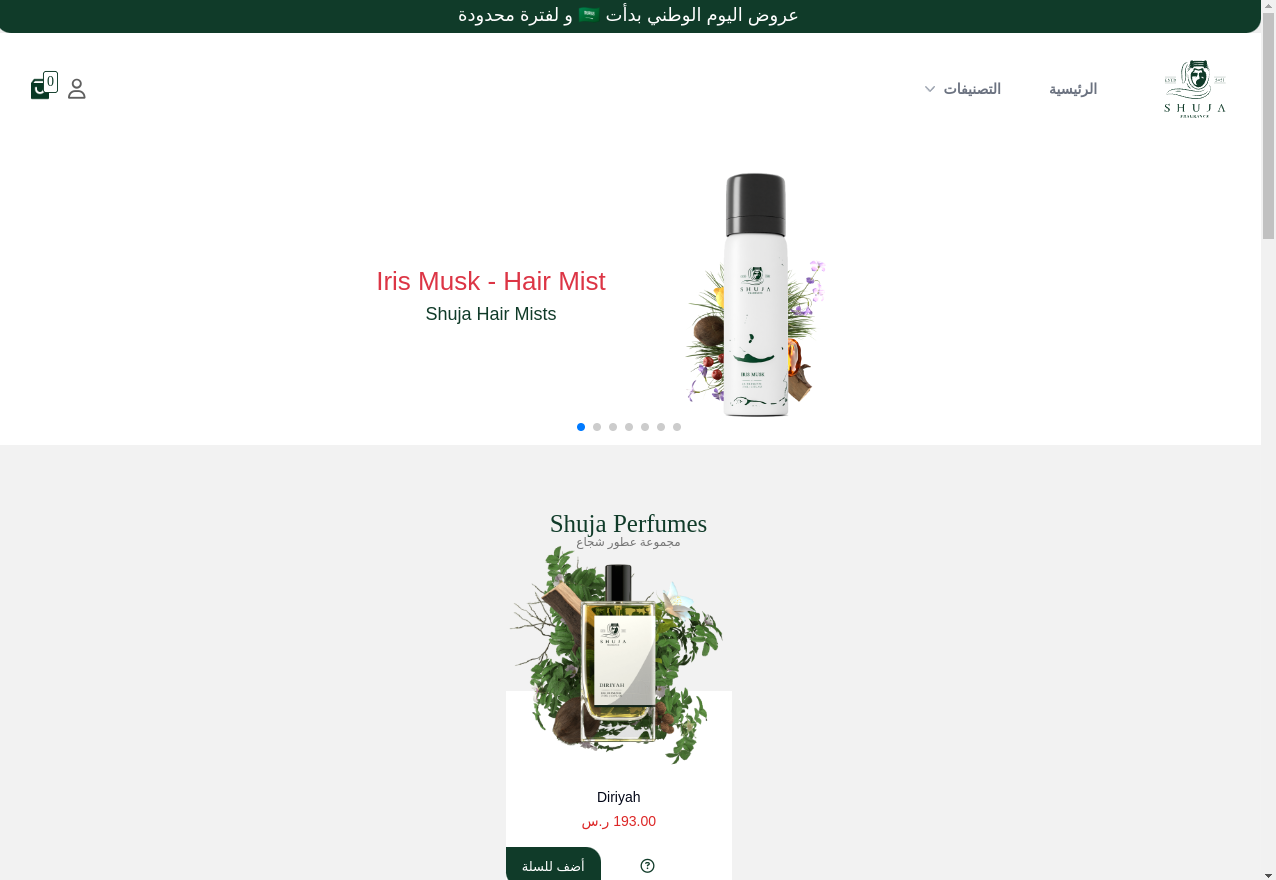 عروض اليوم الوطني بدأت 🇸🇦 و لفترة محدودة
SHUJA
FRAGRANCE
الرئيسية
التصنيفات
0
SHUJA
IRIS MUSK
Iris Musk - Hair Mist
Shuja Hair Mists
Shuja Perfumes
مجموعة عطور شجاع
SHUJA
DIRIYAH
Diriyah
193.00 ر.س
أضف للسلة